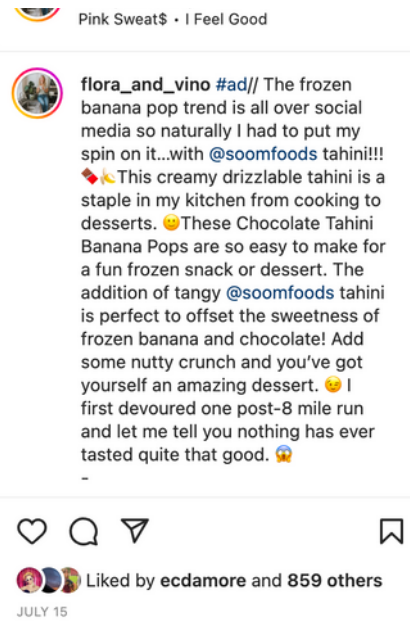 Pink Sweat$ • I Feel Good
flora_and_vino #ad// The frozen
banana pop trend is all over social
media so naturally I had to put my
spin on it...with @soomfoods tahini!!!
🍫🍌This creamy drizzlable tahini is a
staple in my kitchen from cooking to
desserts. 🙂These Chocolate Tahini
Banana Pops are so easy to make for
a fun frozen snack or dessert. The
addition of tangy @soomfoods tahini
is perfect to offset the sweetness of
frozen banana and chocolate! Add
some nutty crunch and you've got
yourself an amazing dessert. 😉 I
first devoured one post-8 mile run
and let me tell you nothing has ever
tasted quite that good. 😱
-
Liked by ecdamore and 859 others
JULY 15